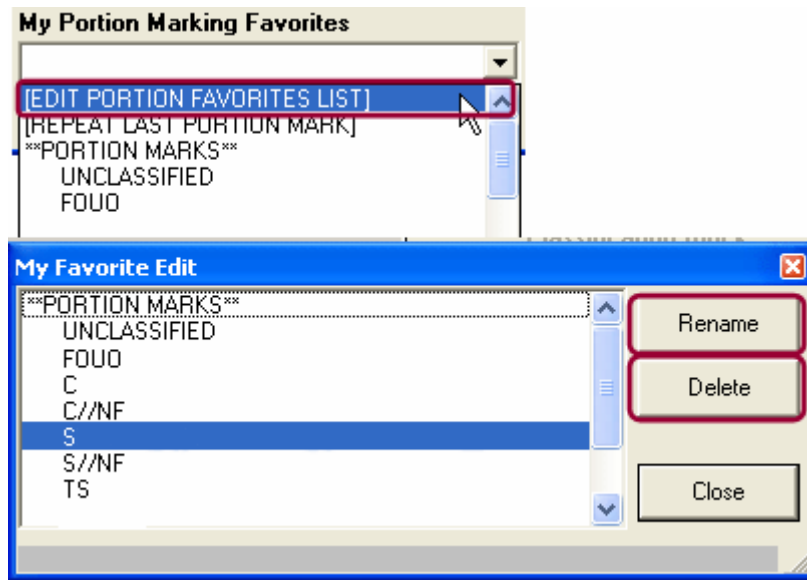 My Portion Marking Favorites
[EDIT PORTION FAVORITES LIST]
[REPEAT LAST PORTION MARK]
**PORTION MARKS**
UNCLASSIFIED
FOUO
My Favorite Edit
**PORTION MARKS**
UNCLASSIFIED
FOUO
C
C//NF
S
S//NF
TS
Rename
Delete
Close